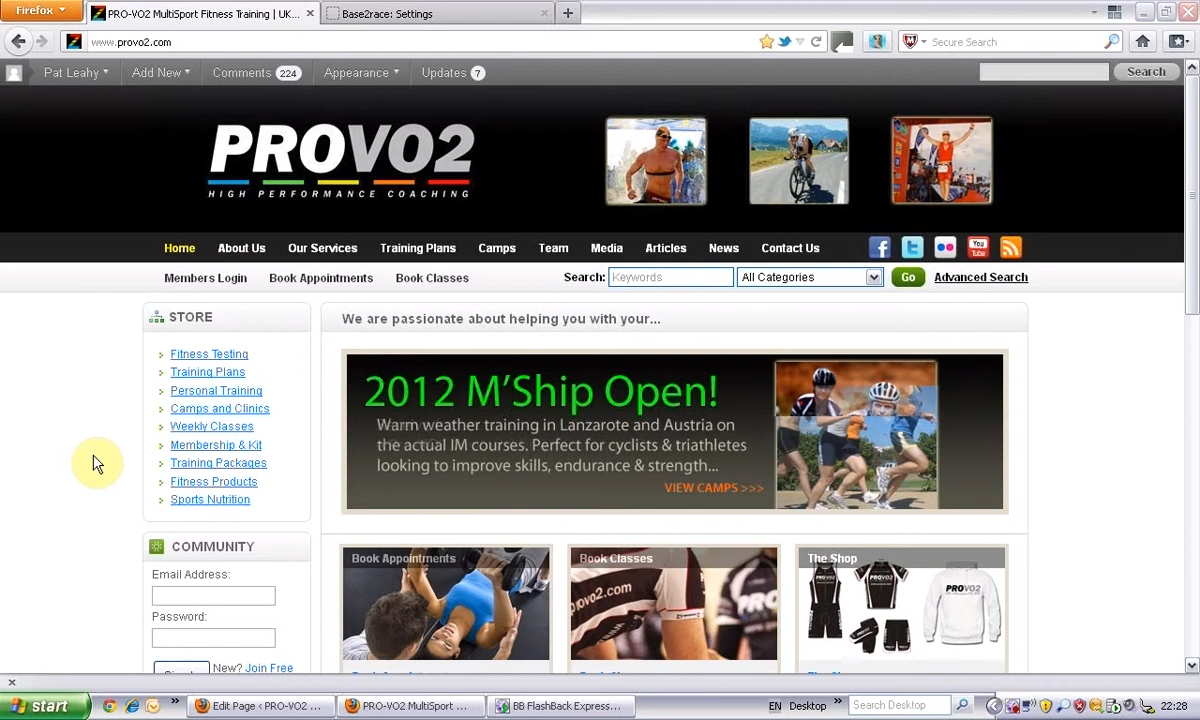 Firefox
PRO-VO2 MultiSport Fitness Training | UK...
Base2race: Settings
www.provo2.com
Secure Search
Pat Leahy
Add New
Comments 224
Appearance
Updates 7
Search
PROVO2
HIGH PERFORMANCE COACHING
Home About Us Our Services Training Plans Camps Team Media Articles News Contact Us
You Tube
Members Login Book Appointments Book Classes Search: Keywords All Categories Go Advanced Search
STORE
Fitness Testing
Training Plans
Personal Training
Camps and Clinics
Weekly Classes
Membership & Kit
Training Packages
Fitness Products
Sports Nutrition
COMMUNITY
Email Address:
Password:
New? Join Free
We are passionate about helping you with your...
2012 M'Ship Open!
Warm weather training in Lanzarote and Austria on
the actual IM courses. Perfect for cyclists & triathletes
looking to improve skills, endurance & strength...
VIEW CAMPS >>>
Book Appointments
Book Classes
provo2.com
The Shop
PROVO2
start
Edit Page < PRO-VO2 ...
PRO-VO2 MultiSport ...
BB FlashBack Express...
EN Desktop
Search Desktop
22:28